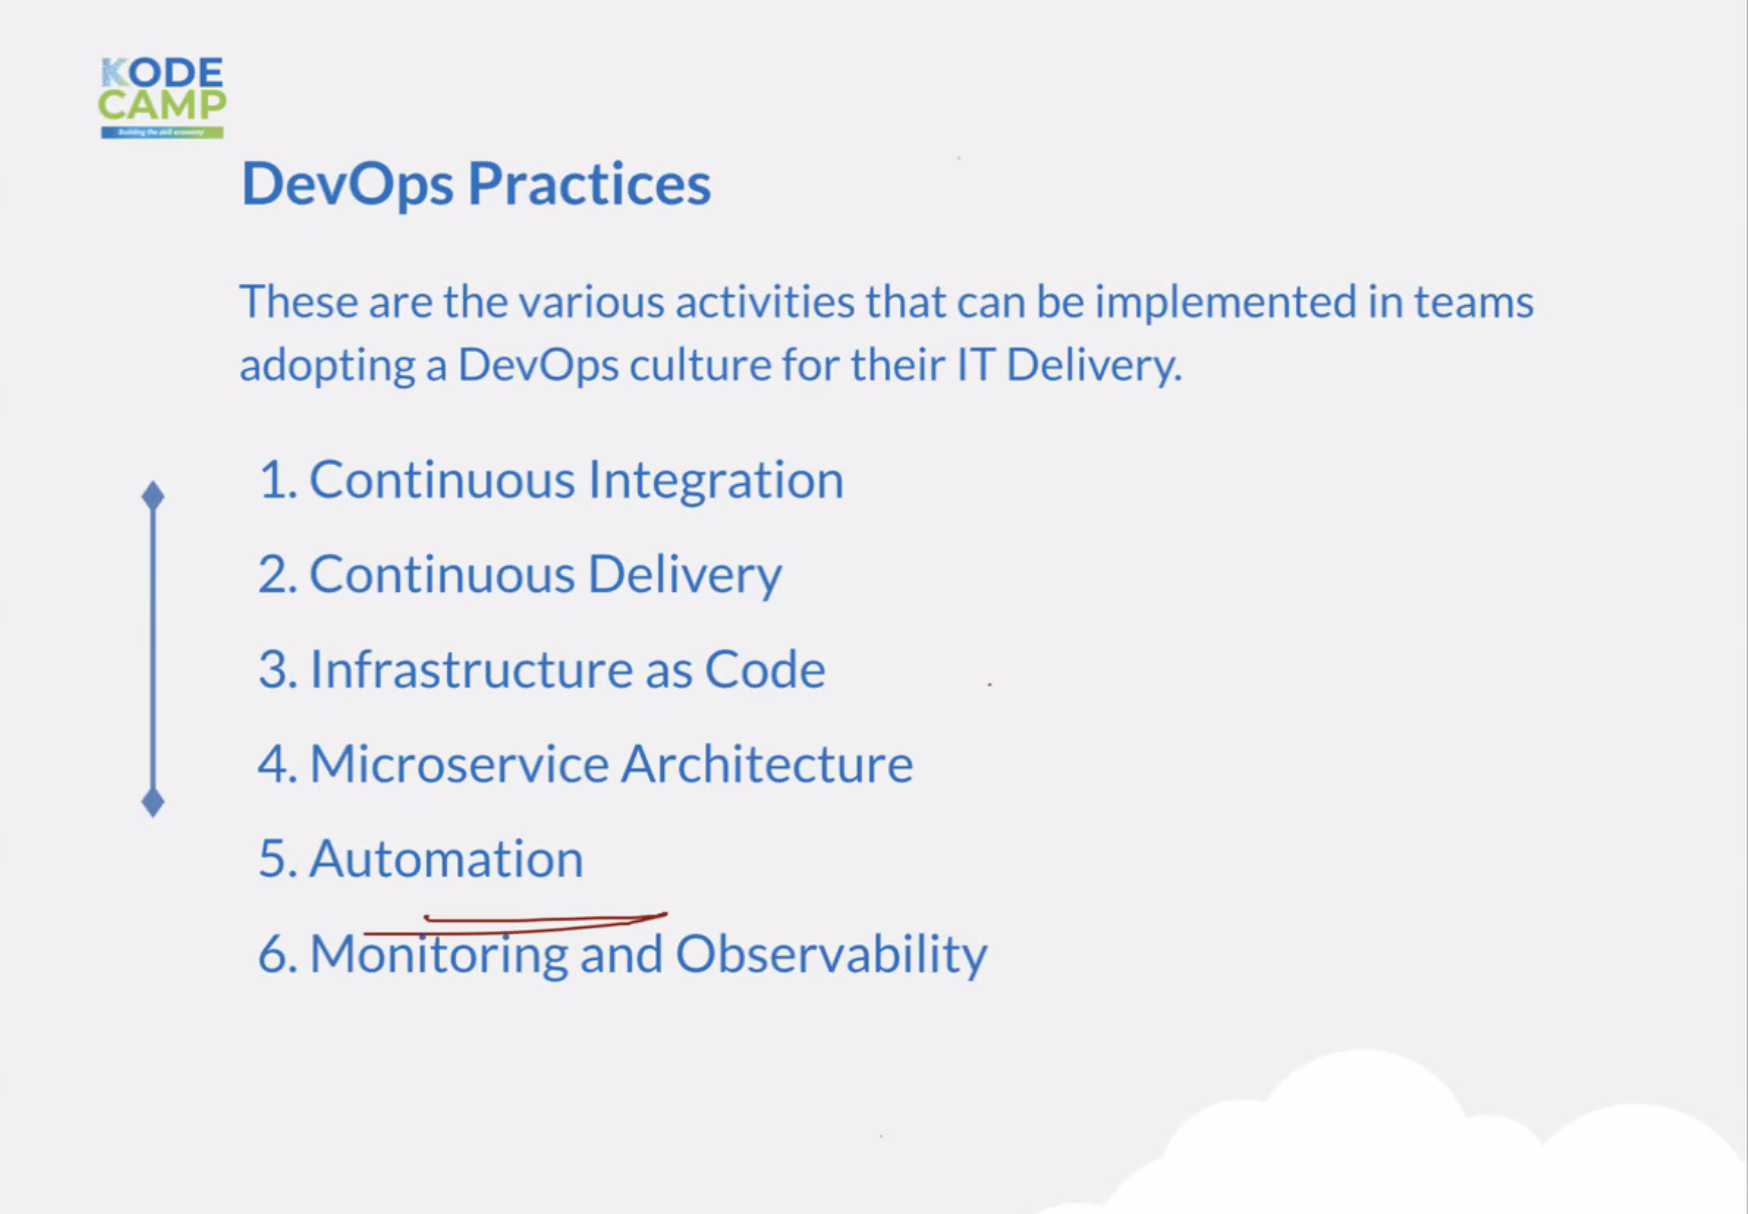 KODE
CAMP
Building the skill economy
DevOps Practices
These are the various activities that can be implemented in teams
adopting a DevOps culture for their IT Delivery.
1. Continuous Integration
2. Continuous Delivery
3. Infrastructure as Code
4. Microservice Architecture
5. Automation
6. Monitoring and Observability